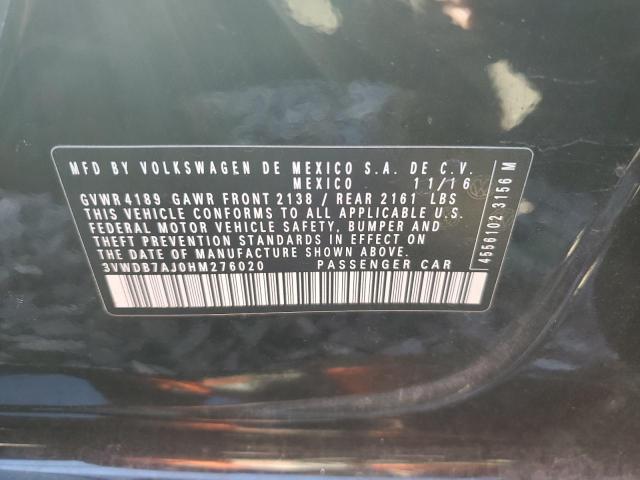 MFD BY VOLKSWAGEN DE MEXICO S.A. DE C.V.
MEXICO 11/16
GVWR 4189 GAWR FRONT 2138 / REAR 2161 LBS
THIS VEHICLE CONFORMS TO ALL APPLICABLE U.S.
FEDERAL MOTOR VEHICLE SAFETY, BUMPER AND
THEFT PREVENTION STANDARDS IN EFFECT ON
THE DATE OF MANUFACTURE SHOWN ABOVE.
3VWDB7AJ0HM276020 PASSENGER CAR
4556102 3156 M